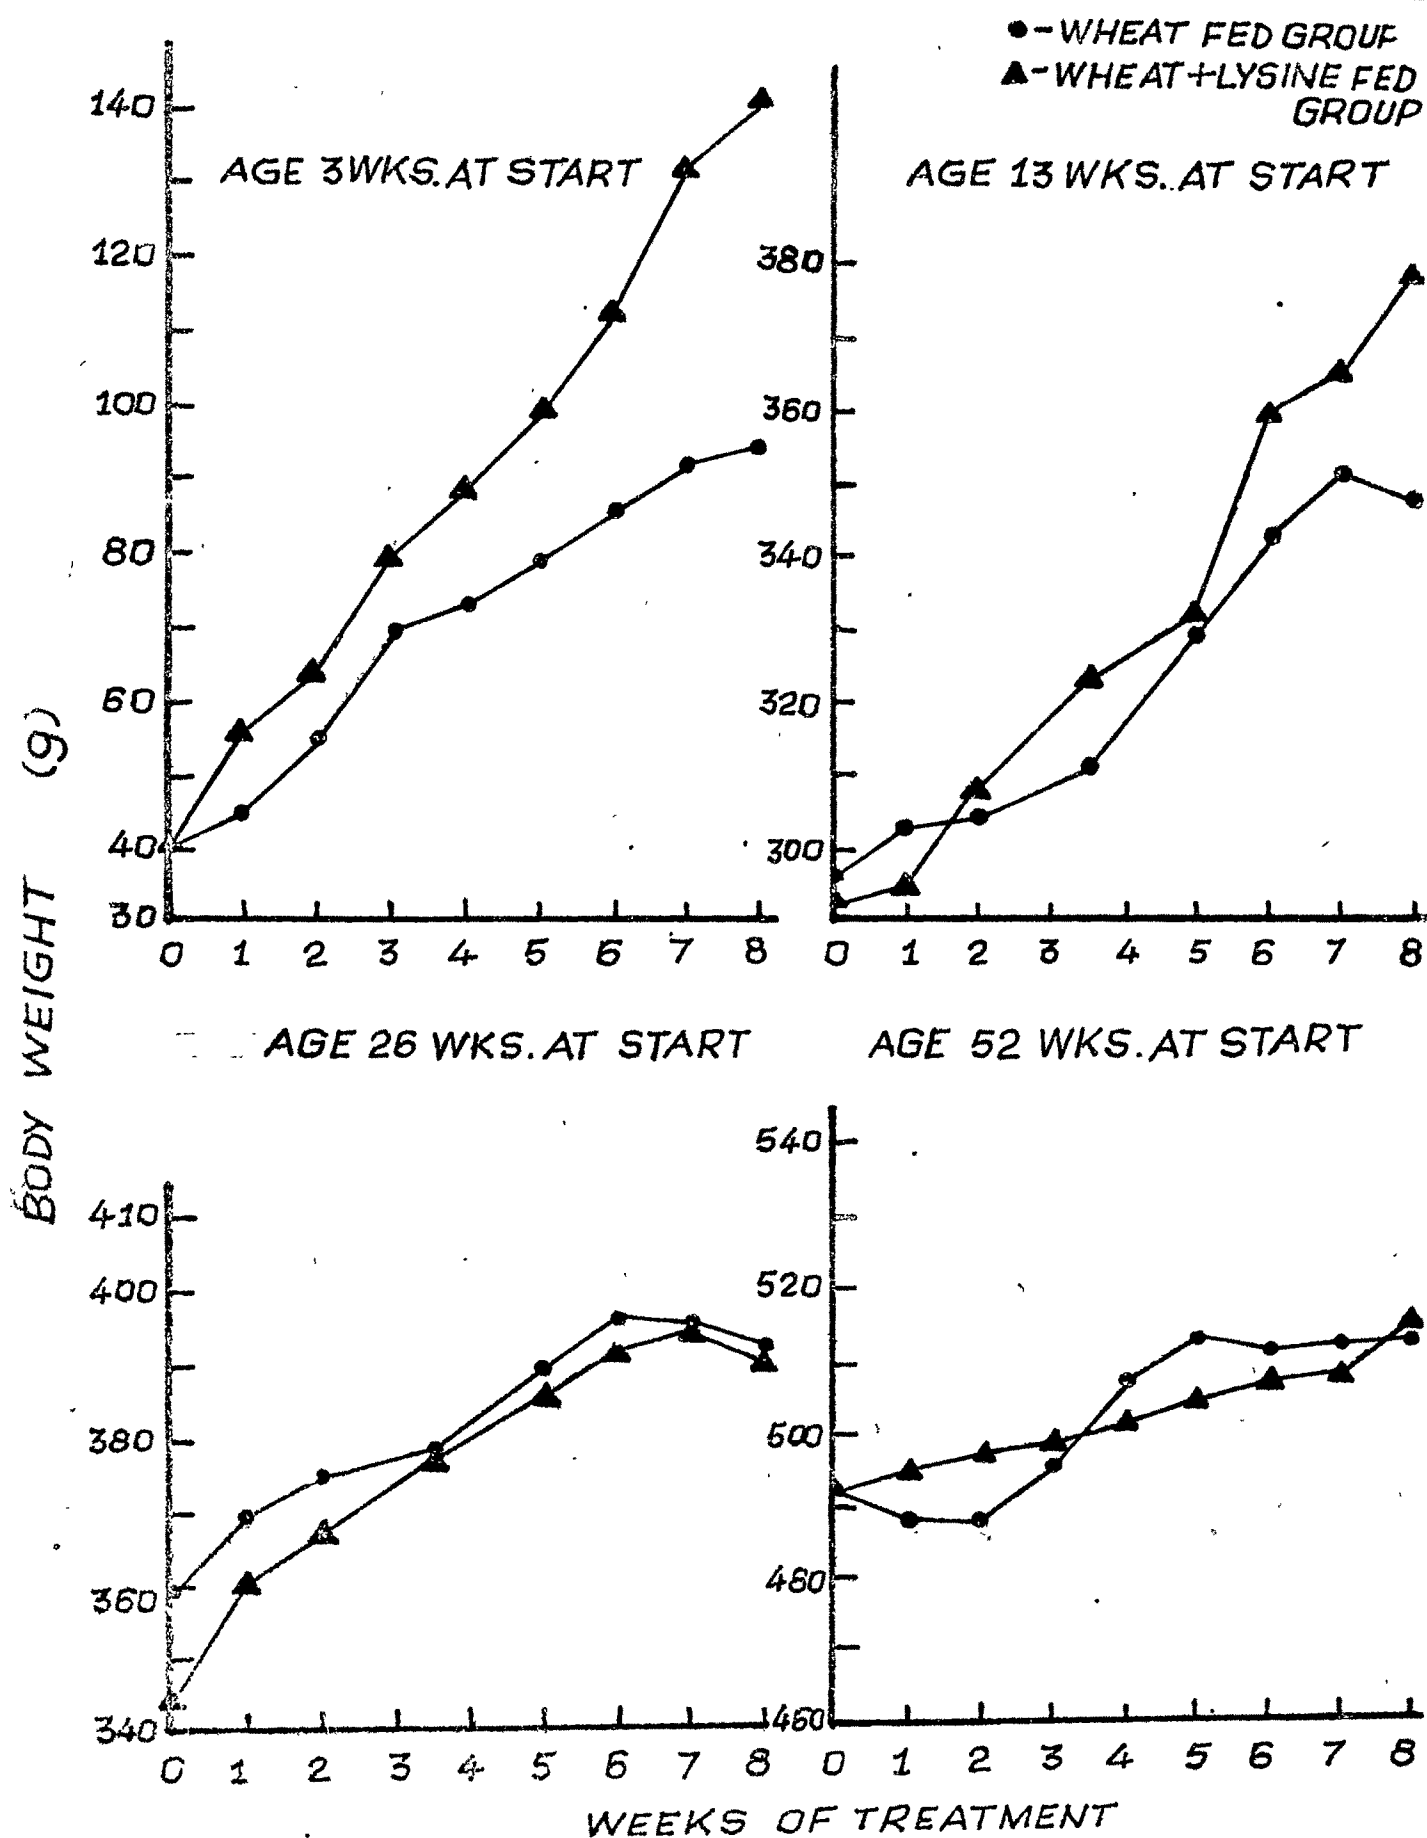 ●-WHEAT FED GROUP
▲-WHEAT+LYSINE FED
GROUP
AGE 3 WKS. AT START
140
120
100
80
60
40
30
0 1 2 3 4 5 6 7 8
AGE 13 WKS. AT START
380
360
340
320
300
0 1 2 3 4 5 6 7 8
BODY WEIGHT (g)
AGE 26 WKS. AT START
410
400
380
360
340
0 1 2 3 4 5 6 7 8
AGE 52 WKS. AT START
540
520
500
480
460
0 1 2 3 4 5 6 7 8
WEEKS OF TREATMENT